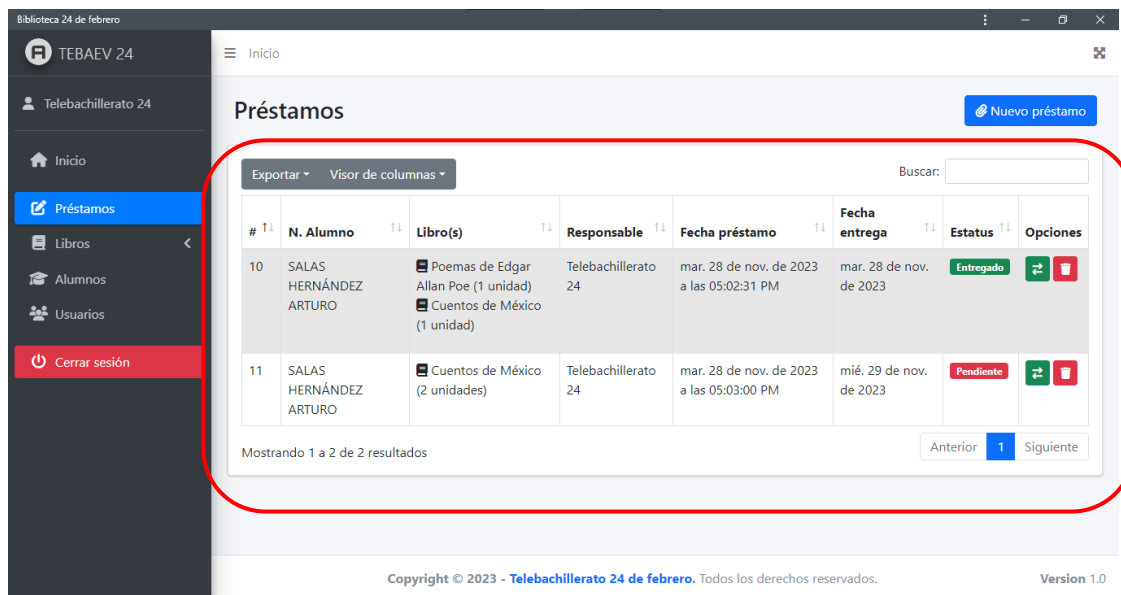 Biblioteca 24 de febrero
TEBAEV 24
Inicio
Telebachillerato 24
Inicio
Préstamos
Libros
Alumnos
Usuarios
Cerrar sesión
Préstamos
Nuevo préstamo
Exportar
Visor de columnas
Buscar:
# N. Alumno Libro(s) Responsable Fecha préstamo Fecha entrega Estatus Opciones
10
SALAS
HERNÁNDEZ
ARTURO
Poemas de Edgar
Allan Poe (1 unidad)
Cuentos de México
(1 unidad)
Telebachillerato
24
mar. 28 de nov. de 2023
a las 05:02:31 PM
mar. 28 de nov.
de 2023
Entregado
11
SALAS
HERNÁNDEZ
ARTURO
Cuentos de México
(2 unidades)
Telebachillerato
24
mar. 28 de nov. de 2023
a las 05:03:00 PM
mié. 29 de nov.
de 2023
Pendiente
Mostrando 1 a 2 de 2 resultados
Anterior 1 Siguiente
Copyright © 2023 - Telebachillerato 24 de febrero. Todos los derechos reservados.
Version 1.0